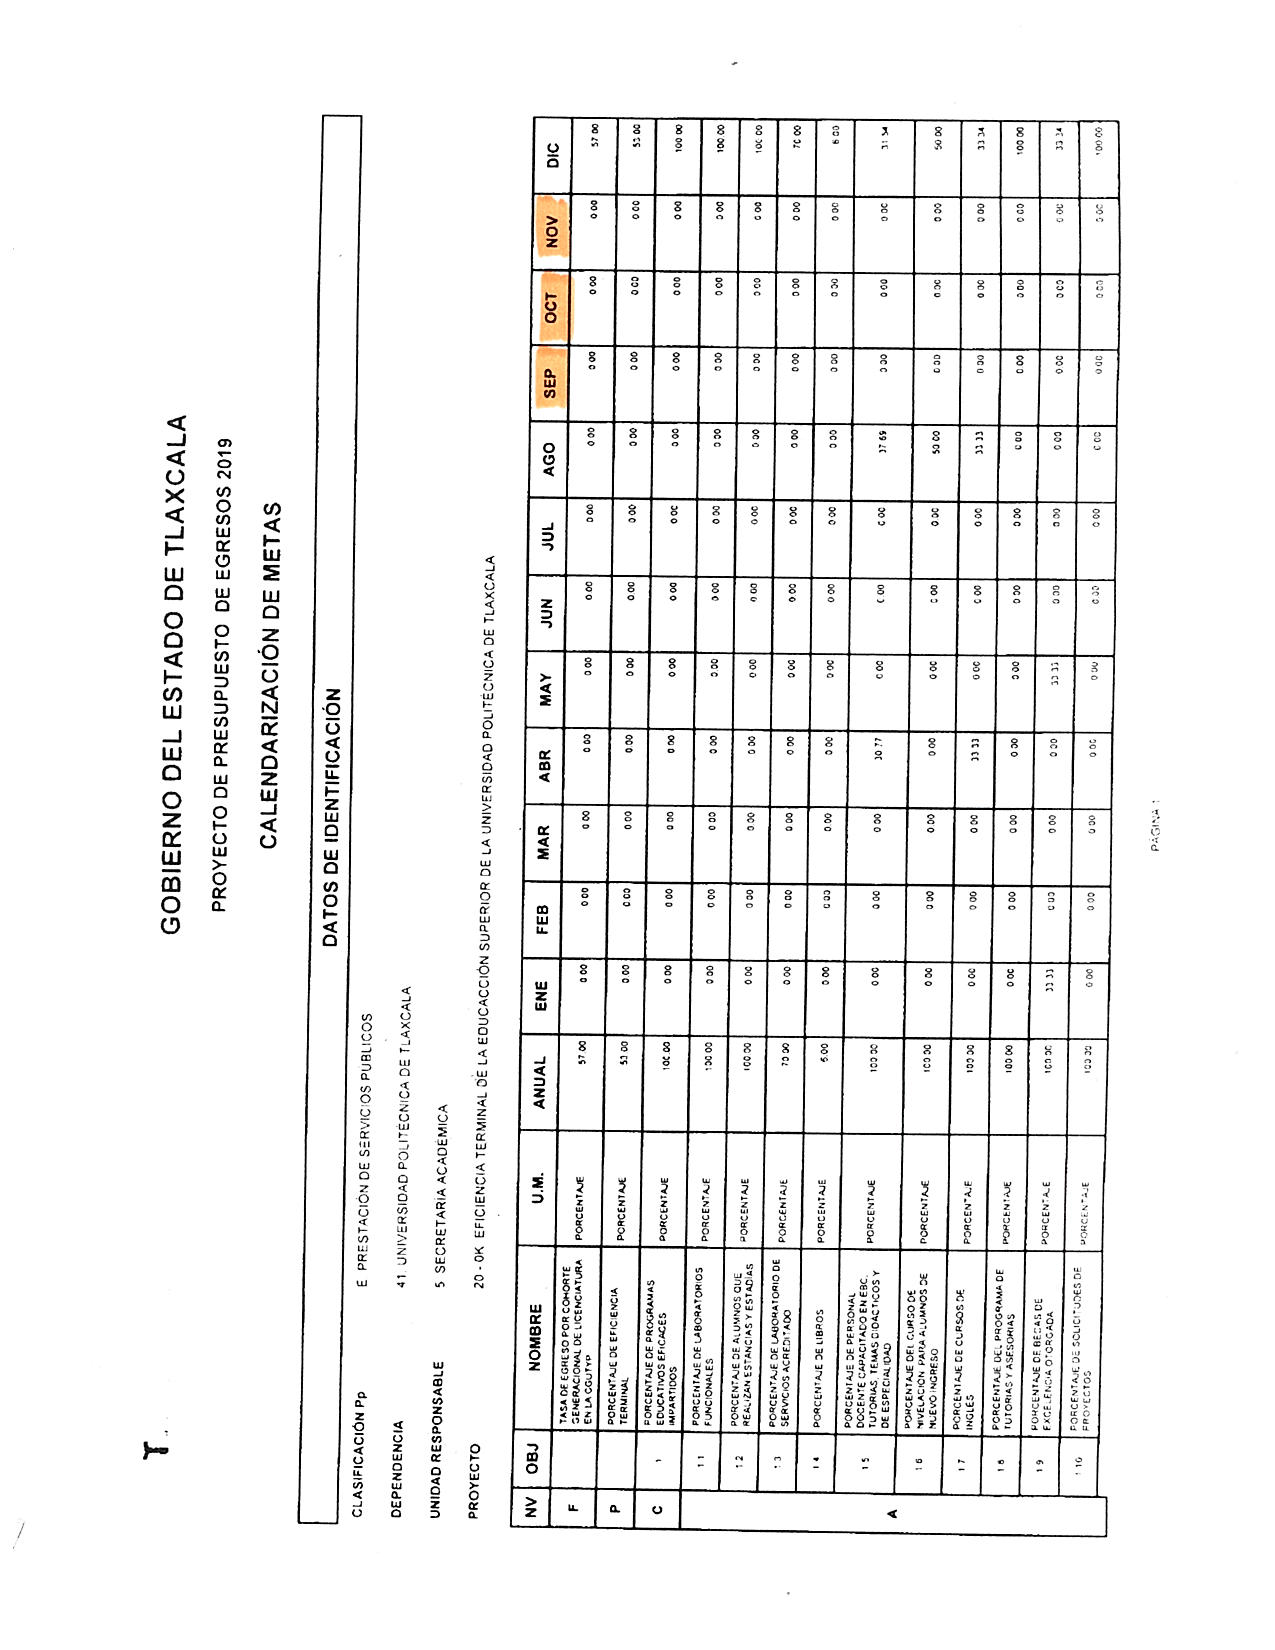 GOBIERNO DEL ESTADO DE TLAXCALA
PROYECTO DE PRESUPUESTO DE EGRESOS 2019
CALENDARIZACIÓN DE METAS
DATOS DE IDENTIFICACIÓN
CLASIFICACIÓN Pp E PRESTACIÓN DE SERVICIOS PUBLICOS
DEPENDENCIA 41. UNIVERSIDAD POLITÉCNICA DE TLAXCALA
UNIDAD RESPONSABLE 5 SECRETARIA ACADÉMICA
PROYECTO 20 - 0K EFICIENCIA TERMINAL DE LA EDUCACCIÓN SUPERIOR DE LA UNIVERSIDAD POLITÉCNICA DE TLAXCALA
NV OBJ NOMBRE U.M. ANUAL ENE FEB MAR ABR MAY JUN JUL AGO SEP OCT NOV DIC
F TASA DE EGRESO POR COHORTE
GENERACIONAL DE LICENCIATURA
EN LA CGUTYP PORCENTAJE 57.00 0.00 0.00 0.00 0.00 0.00 0.00 0.00 0.00 0.00 0.00 0.00 57.00
P PORCENTAJE DE EFICIENCIA
TERMINAL PORCENTAJE 53.00 0.00 0.00 0.00 0.00 0.00 0.00 0.00 0.00 0.00 0.00 0.00 53.00
C 1 PORCENTAJE DE PROGRAMAS
EDUCATIVOS EFICACES
IMPARTIDOS PORCENTAJE 100.00 0.00 0.00 0.00 0.00 0.00 0.00 0.00 0.00 0.00 0.00 0.00 100.00
A 1.1 PORCENTAJE DE LABORATORIOS
FUNCIONALES PORCENTAJE 100.00 0.00 0.00 0.00 0.00 0.00 0.00 0.00 0.00 0.00 0.00 0.00 100.00
1.2 PORCENTAJE DE ALUMNOS QUE
REALIZAN ESTANCIAS Y ESTADÍAS PORCENTAJE 100.00 0.00 0.00 0.00 0.00 0.00 0.00 0.00 0.00 0.00 0.00 0.00 100.00
1.3 PORCENTAJE DE LABORATORIO DE
SERVICIOS ACREDITADO PORCENTAJE 70.00 0.00 0.00 0.00 0.00 0.00 0.00 0.00 0.00 0.00 0.00 0.00 70.00
1.4 PORCENTAJE DE LIBROS PORCENTAJE 6.00 0.00 0.00 0.00 0.00 0.00 0.00 0.00 0.00 0.00 0.00 0.00 6.00
1.5 PORCENTAJE DE PERSONAL
DOCENTE CAPACITADO EN EBC,
TUTORIAS, TEMAS DIDACTICOS Y
DE ESPECIALIDAD PORCENTAJE 100.00 0.00 0.00 0.00 30.77 0.00 0.00 0.00 37.69 0.00 0.00 0.00 31.54
1.6 PORCENTAJE DEL CURSO DE
NIVELACIÓN PARA ALUMNOS DE
NUEVO INGRESO PORCENTAJE 100.00 0.00 0.00 0.00 0.00 0.00 0.00 0.00 50.00 0.00 0.00 0.00 50.00
1.7 PORCENTAJE DE CURSOS DE
INGLES PORCENTAJE 100.00 0.00 0.00 0.00 33.33 0.00 0.00 0.00 33.33 0.00 0.00 0.00 33.34
1.8 PORCENTAJE DEL PROGRAMA DE
TUTORIAS Y ASESORIAS PORCENTAJE 100.00 0.00 0.00 0.00 0.00 0.00 0.00 0.00 0.00 0.00 0.00 0.00 100.00
1.9 PORCENTAJE DE BECAS DE
EXCELENCIA OTORGADA PORCENTAJE 100.00 33.33 0.00 0.00 0.00 33.33 0.00 0.00 0.00 0.00 0.00 0.00 33.34
1.10 PORCENTAJE DE SOLICITUDES DE
PROYECTOS PORCENTAJE 100.00 0.00 0.00 0.00 0.00 0.00 0.00 0.00 0.00 0.00 0.00 0.00 100.00
PÁGINA 1